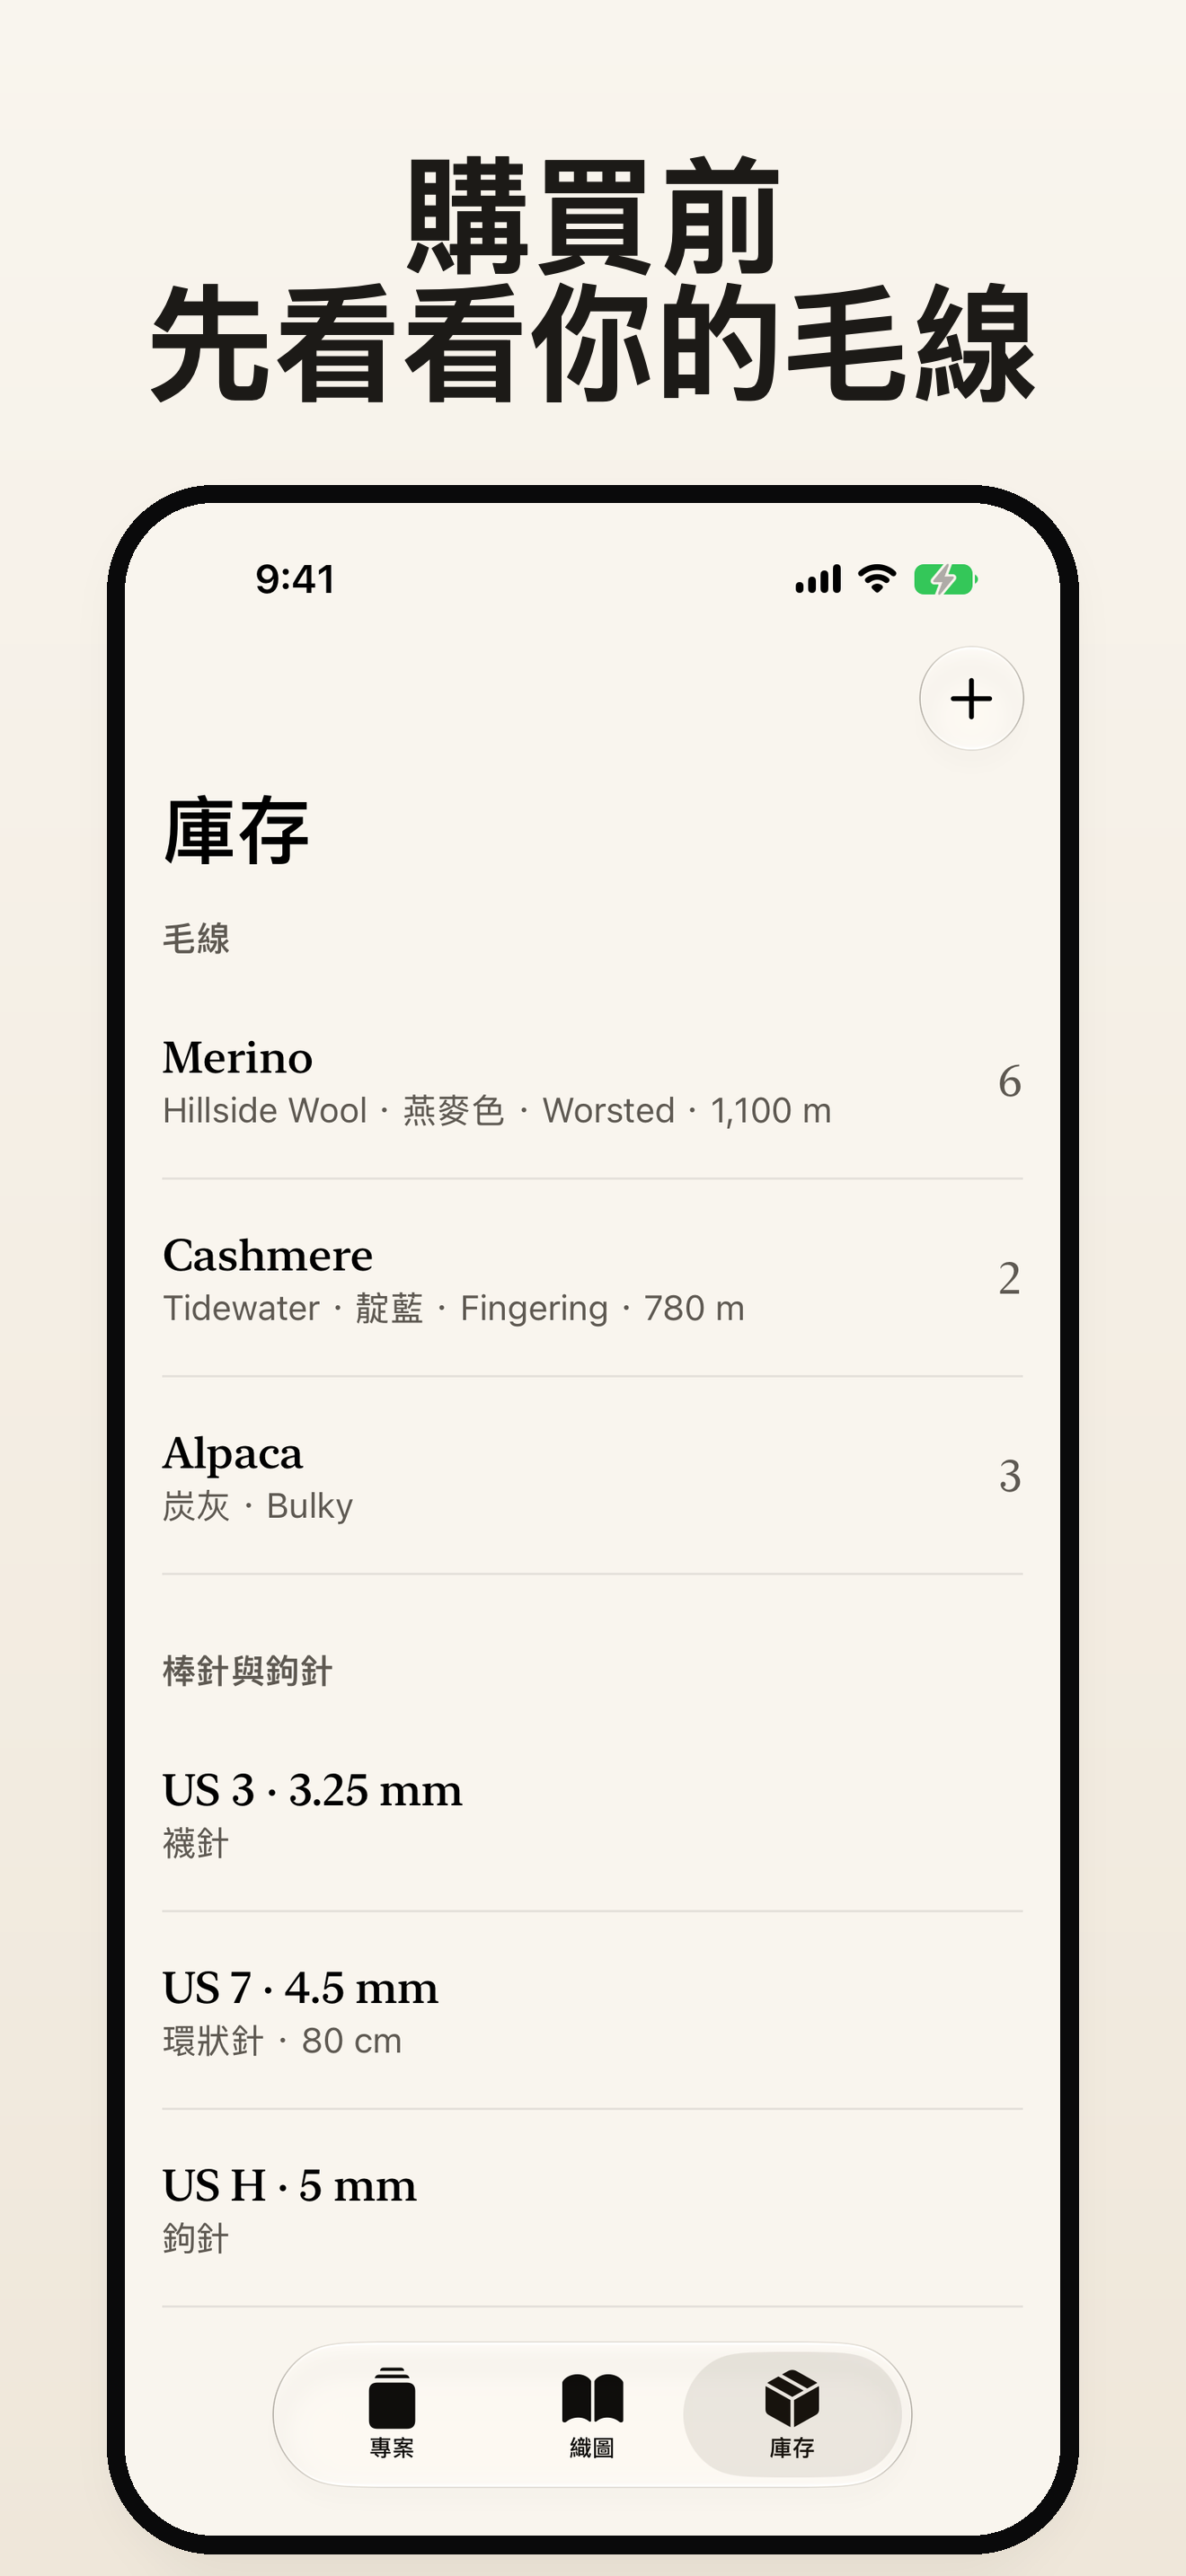 購買前
先看看你的毛線
9:41
庫存
毛線
Merino
6
Hillside Wool · 燕麥色 · Worsted · 1,100 m
Cashmere
2
Tidewater · 靛藍 · Fingering · 780 m
Alpaca
3
炭灰 · Bulky
棒針與鉤針
US 3 · 3.25 mm
襪針
US 7 · 4.5 mm
環狀針 · 80 cm
US H · 5 mm
鉤針
專案
織圖
庫存